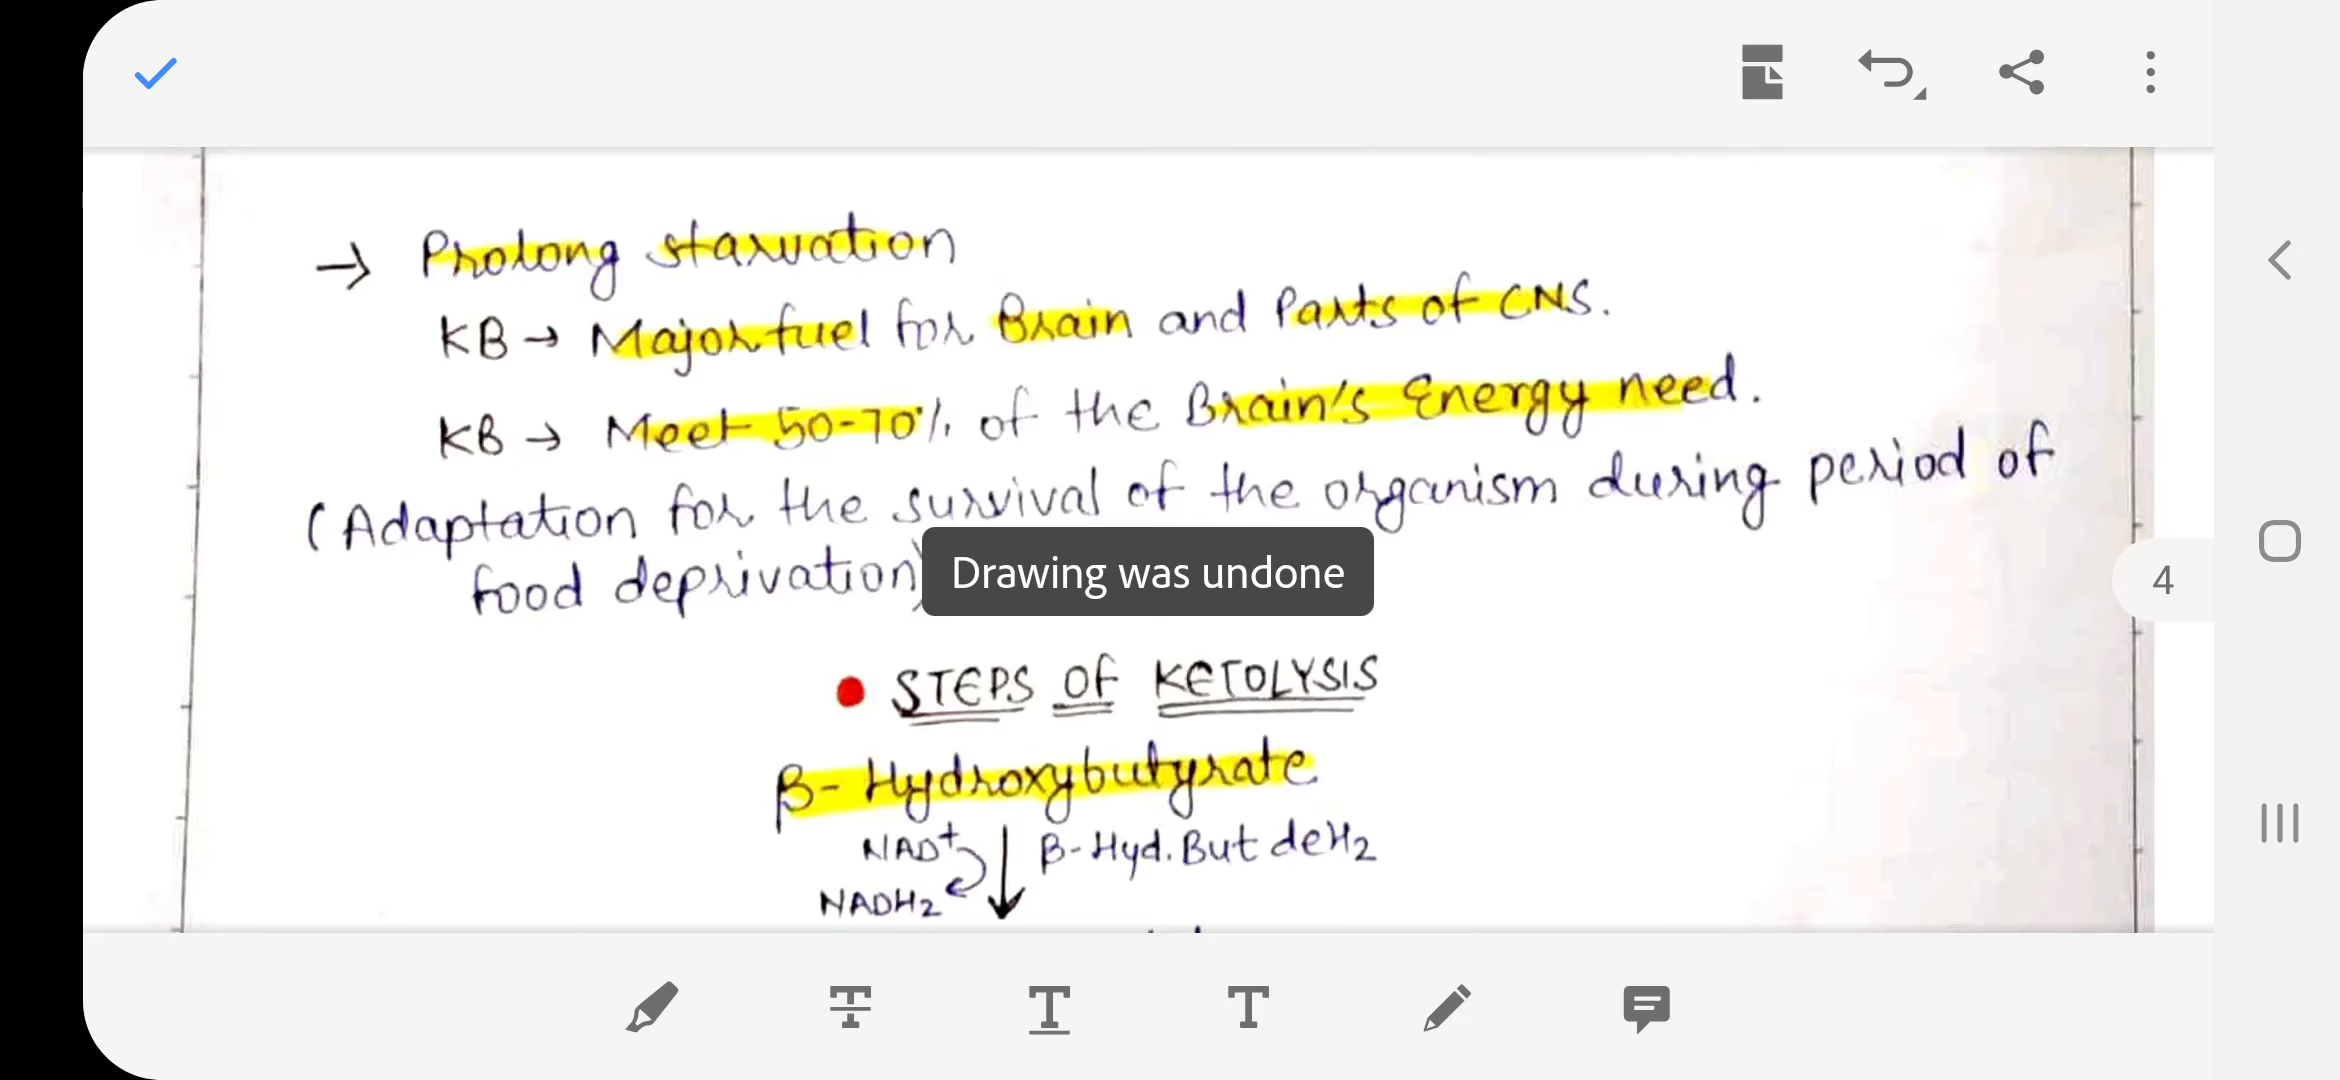 → Prolong starvation
KB → Major fuel for Brain and Parts of CNS.
KB → Meet 50-70% of the Brain's Energy need.
(Adaptation for the survival of the organism during period of
food deprivation)
Drawing was undone
4
• STEPS OF KETOLYSIS
β- Hydroxybutyrate
NAD+ β-Hyd. But deH2
NADH2